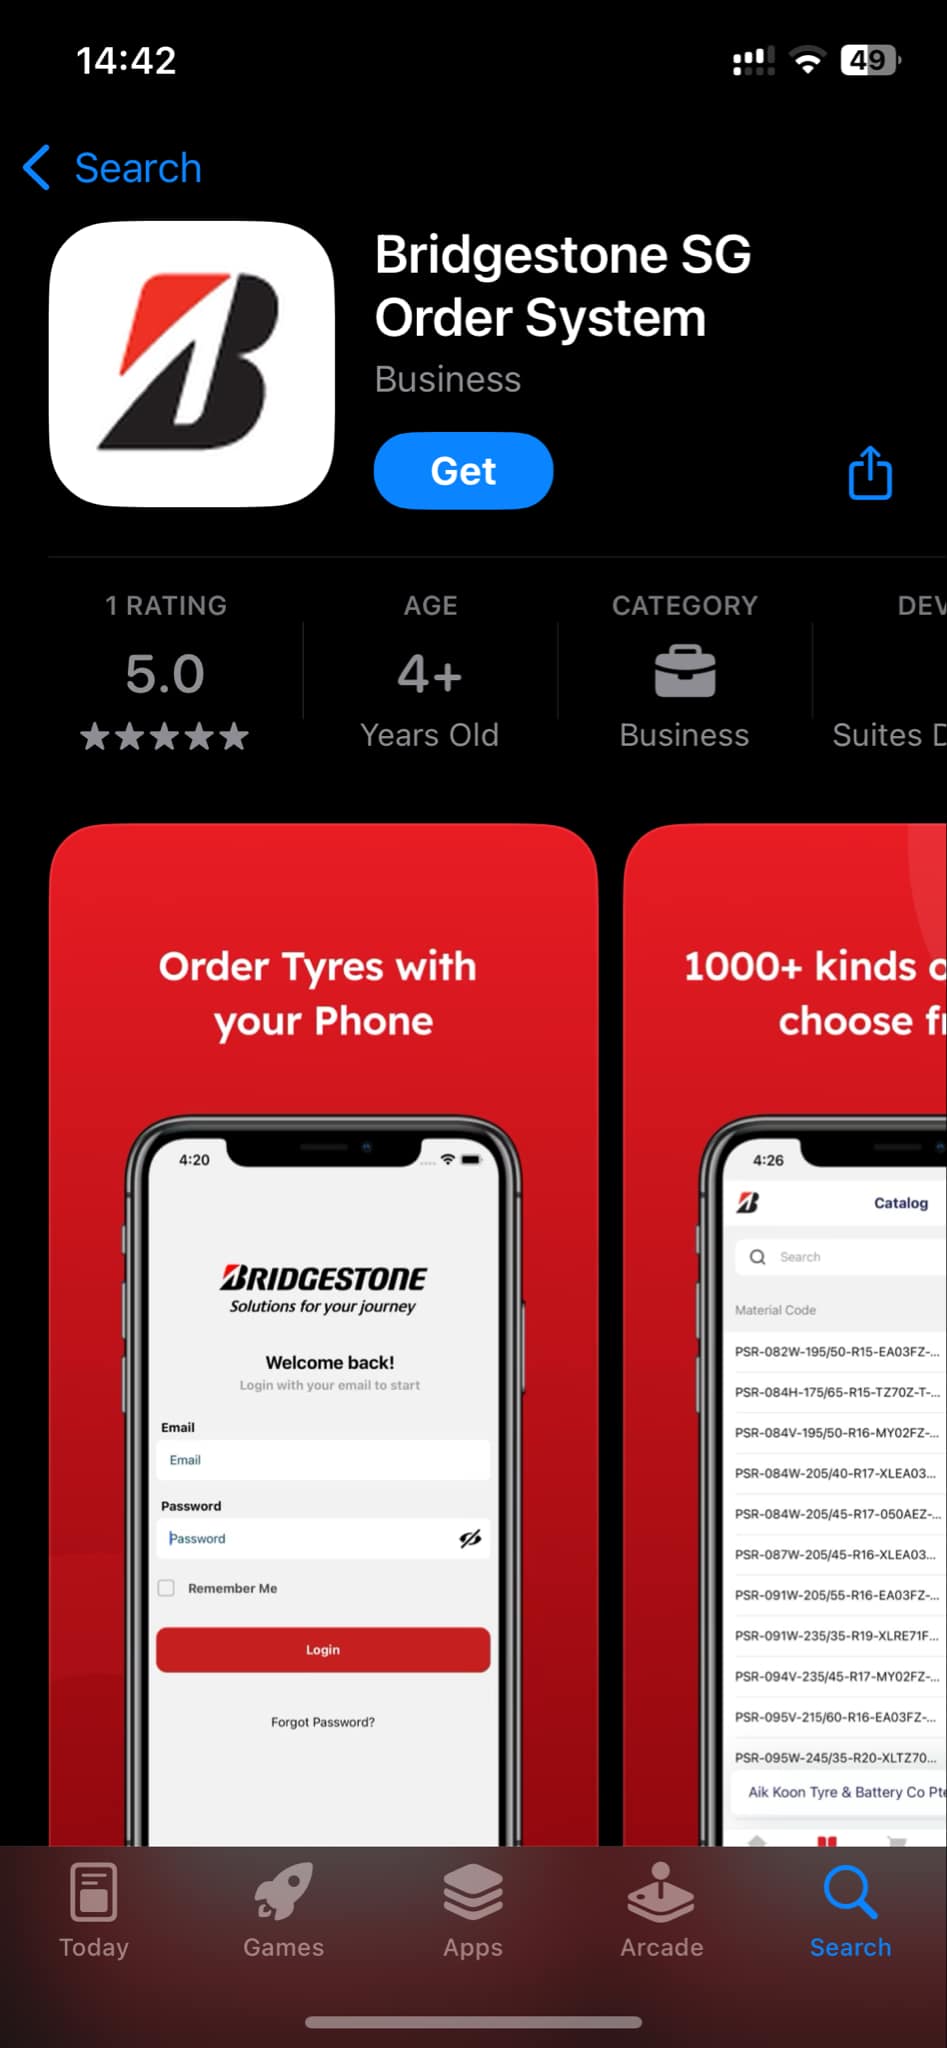 14:42
49
Search
Bridgestone SG
Order System
Business
Get
1 RATING
5.0
AGE
4+
Years Old
CATEGORY
Business
DEV
Suites D
Order Tyres with
your Phone
4:20
BRIDGESTONE
Solutions for your journey
Welcome back!
Login with your email to start
Email
Email
Password
Password
Remember Me
Login
Forgot Password?
1000+ kinds
choose
4:26
Catalog
Search
Material Code
PSR-082W-195/50-R15-EA03FZ-...
PSR-084H-175/65-R15-TZ70Z-T-...
PSR-084V-195/50-R16-MY02FZ-...
PSR-084W-205/40-R17-XLEA03...
PSR-084W-205/45-R17-050AEZ-...
PSR-087W-205/45-R16-XLEA03...
PSR-091W-205/55-R16-EA03FZ-...
PSR-091W-235/35-R19-XLRE71F...
PSR-094V-235/45-R17-MY02FZ-...
PSR-095V-215/60-R16-EA03FZ-...
PSR-095W-245/35-R20-XLTZ70...
Aik Koon Tyre & Battery Co Pte
Today
Games
Apps
Arcade
Search